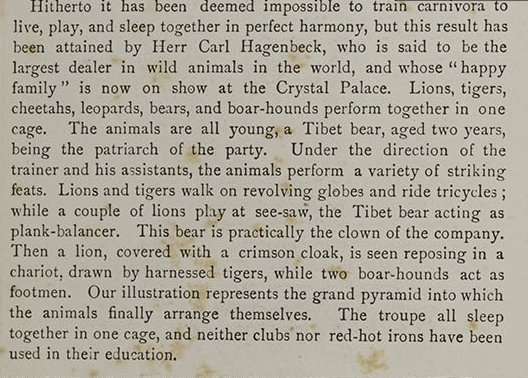 Hitherto it has been deemed impossible to train carnivora to
live, play, and sleep together in perfect harmony, but this result has
been attained by Herr Carl Hagenbeck, who is said to be the
largest dealer in wild animals in the world, and whose “ happy
family ” is now on show at the Crystal Palace. Lions, tigers,
cheetahs, leopards, bears, and boar-hounds perform together in one
cage. The animals are all young, a Tibet bear, aged two years,
being the patriarch of the party. Under the direction of the
trainer and his assistants, the animals perform a variety of striking
feats. Lions and tigers walk on revolving globes and ride tricycles ;
while a couple of lions play at see-saw, the Tibet bear acting as
plank-balancer. This bear is practically the clown of the company.
Then a lion, covered with a crimson cloak, is seen reposing in a
chariot, drawn by harnessed tigers, while two boar-hounds act as
footmen. Our illustration represents the grand pyramid into which
the animals finally arrange themselves. The troupe all sleep
together in one cage, and neither clubs nor red-hot irons have been
used in their education.